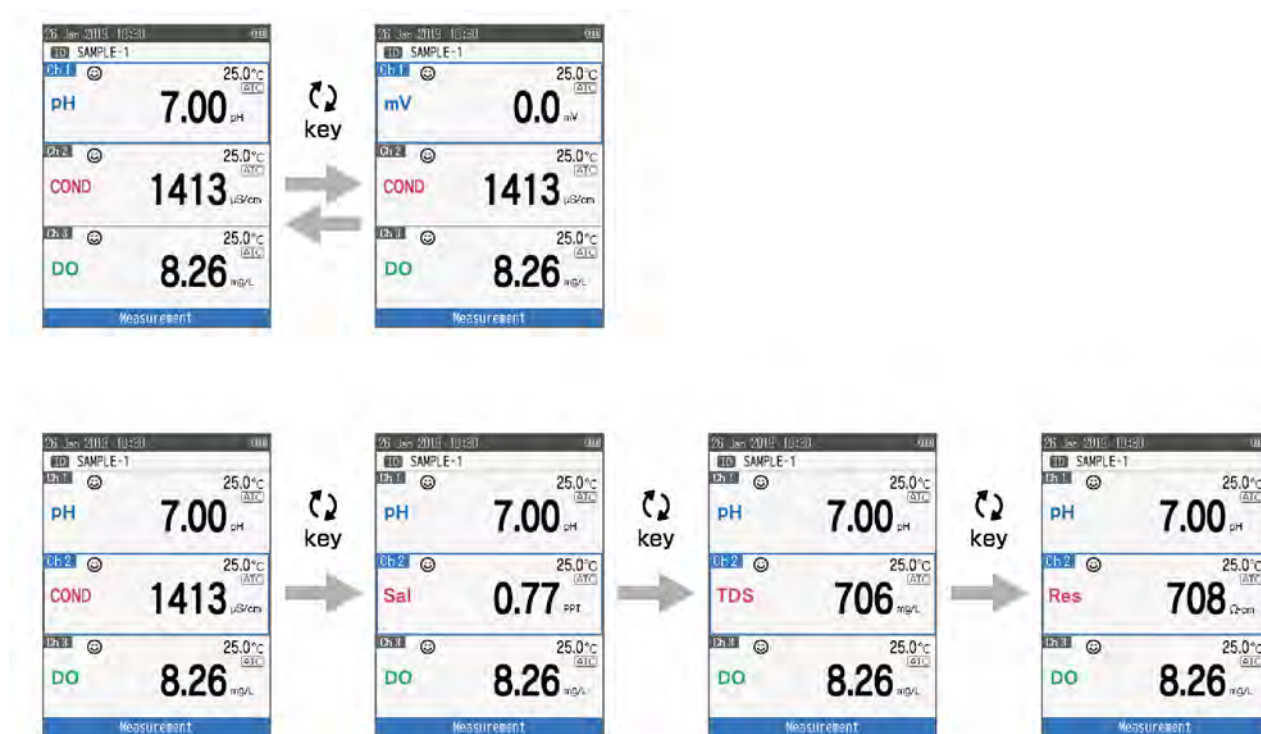 26 Jan 2019 10:30
ID SAMPLE-1
Ch 1 25.0°C
ATC
pH 7.00 pH
Ch 2 25.0°C
ATC
COND 1413 µS/cm
Ch 3 25.0°C
ATC
DO 8.26 mg/L
Measurement
key
26 Jan 2019 10:30
ID SAMPLE-1
Ch 1 25.0°C
ATC
mV 0.0 mV
Ch 2 25.0°C
ATC
COND 1413 µS/cm
Ch 3 25.0°C
ATC
DO 8.26 mg/L
Measurement
26 Jan 2019 10:30
ID SAMPLE-1
Ch 1 25.0°C
ATC
pH 7.00 pH
Ch 2 25.0°C
ATC
COND 1413 µS/cm
Ch 3 25.0°C
ATC
DO 8.26 mg/L
Measurement
key
26 Jan 2019 10:30
ID SAMPLE-1
Ch 1 25.0°C
ATC
pH 7.00 pH
Ch 2 25.0°C
ATC
Sal 0.77 PPT
Ch 3 25.0°C
ATC
DO 8.26 mg/L
Measurement
key
26 Jan 2019 10:30
ID SAMPLE-1
Ch 1 25.0°C
ATC
pH 7.00 pH
Ch 2 25.0°C
ATC
TDS 706 mg/L
Ch 3 25.0°C
ATC
DO 8.26 mg/L
Measurement
key
26 Jan 2019 10:30
ID SAMPLE-1
Ch 1 25.0°C
ATC
pH 7.00 pH
Ch 2 25.0°C
ATC
Res 708 Ω·cm
Ch 3 25.0°C
ATC
DO 8.26 mg/L
Measurement